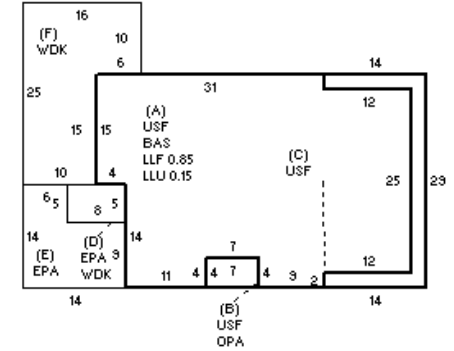 16
(F)
WDK
10
6
14
31
12
25
(A)
USF
BAS
LLF 0.85
LLU 0.15
15
15
(C)
USF
25
29
10
4
6
5
8
5
7
14
(D)
EPA
WDK
9
14
(E)
EPA
12
11
4
4
7
4
9
2
14
14
(B)
USF
OPA